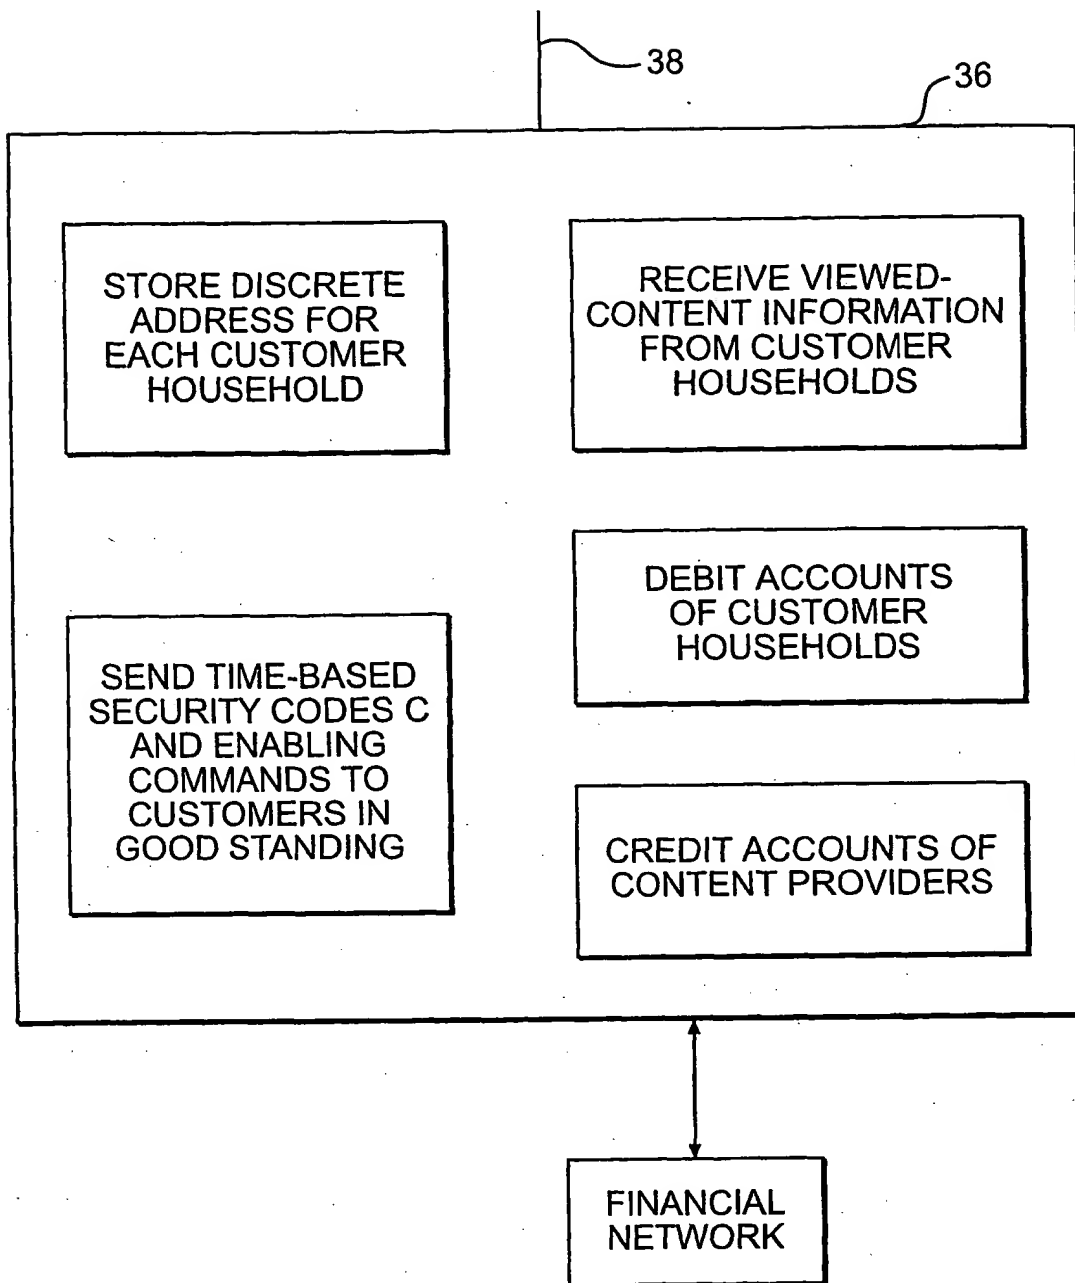 38
36
STORE DISCRETE
ADDRESS FOR
EACH CUSTOMER
HOUSEHOLD
RECEIVE VIEWED-
CONTENT INFORMATION
FROM CUSTOMER
HOUSEHOLDS
DEBIT ACCOUNTS
OF CUSTOMER
HOUSEHOLDS
SEND TIME-BASED
SECURITY CODES C
AND ENABLING
COMMANDS TO
CUSTOMERS IN
GOOD STANDING
CREDIT ACCOUNTS OF
CONTENT PROVIDERS
FINANCIAL
NETWORK